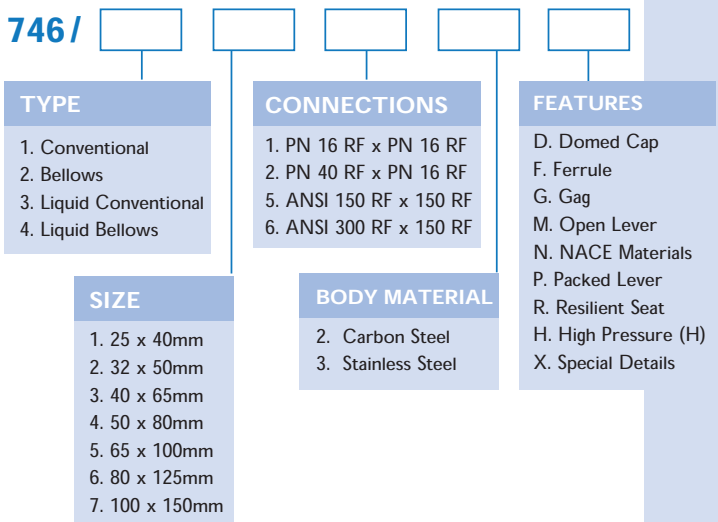 746/
TYPE
1. Conventional
2. Bellows
3. Liquid Conventional
4. Liquid Bellows
SIZE
1. 25 x 40mm
2. 32 x 50mm
3. 40 x 65mm
4. 50 x 80mm
5. 65 x 100mm
6. 80 x 125mm
7. 100 x 150mm
CONNECTIONS
1. PN 16 RF x PN 16 RF
2. PN 40 RF x PN 16 RF
5. ANSI 150 RF x 150 RF
6. ANSI 300 RF x 150 RF
BODY MATERIAL
2. Carbon Steel
3. Stainless Steel
FEATURES
D. Domed Cap
F. Ferrule
G. Gag
M. Open Lever
N. NACE Materials
P. Packed Lever
R. Resilient Seat
H. High Pressure (H)
X. Special Details